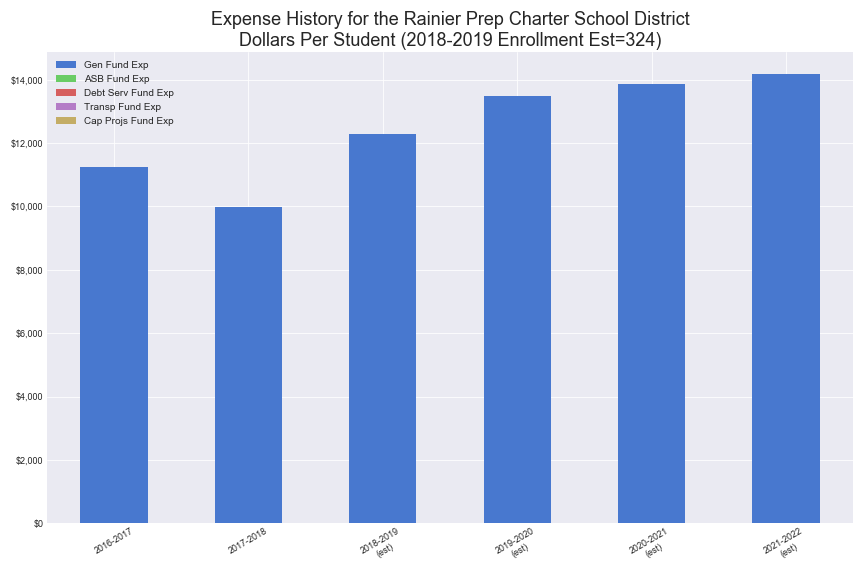 Expense History for the Rainier Prep Charter School District
Dollars Per Student (2018-2019 Enrollment Est=324)
Gen Fund Exp
ASB Fund Exp
Debt Serv Fund Exp
Transp Fund Exp
Cap Projs Fund Exp
$14,000
$12,000
$10,000
$8,000
$6,000
$4,000
$2,000
$0
2016-2017
2017-2018
2018-2019
(est)
2019-2020
(est)
2020-2021
(est)
2021-2022
(est)